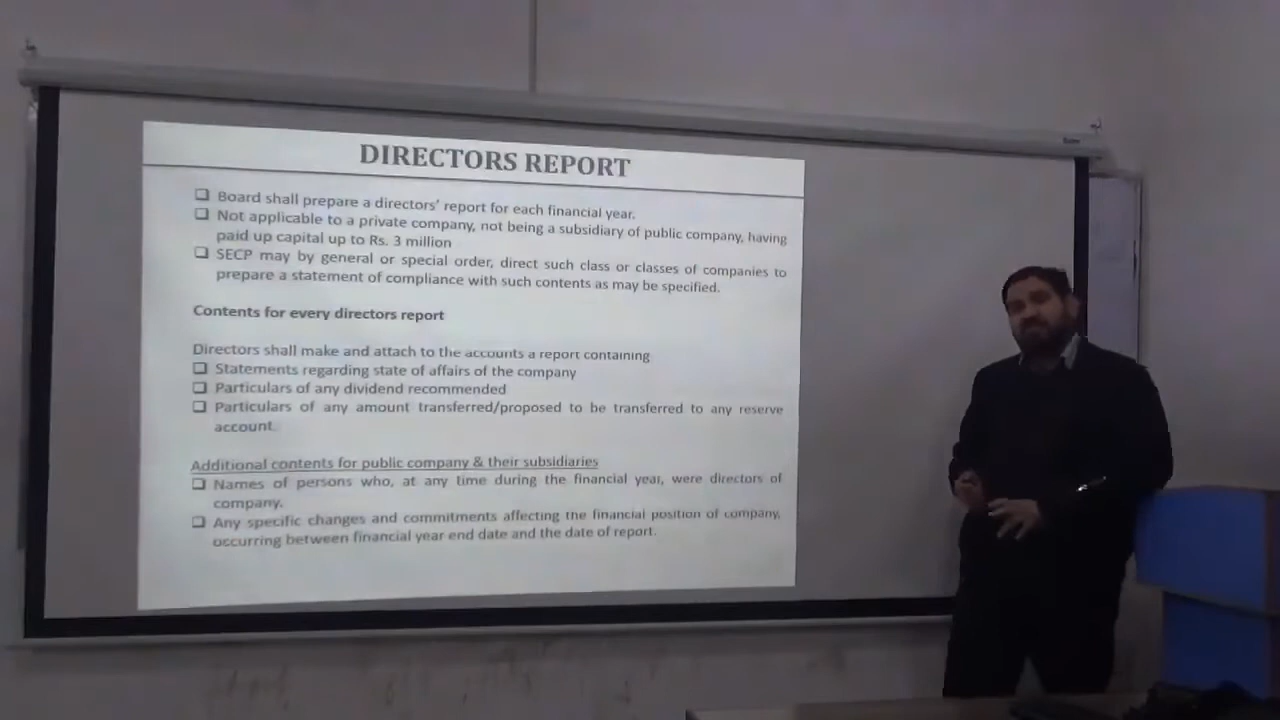 DIRECTORS REPORT
❑ Board shall prepare a directors' report for each financial year.
❑ Not applicable to a private company, not being a subsidiary of public company, having
paid up capital up to Rs. 3 million
❑ SECP may by general or special order, direct such class or classes of companies to
prepare a statement of compliance with such contents as may be specified.
Contents for every directors report
Directors shall make and attach to the accounts a report containing
❑ Statements regarding state of affairs of the company
❑ Particulars of any dividend recommended
❑ Particulars of any amount transferred/proposed to be transferred to any reserve
account.
Additional contents for public company & their subsidiaries
❑ Names of persons who, at any time during the financial year, were directors of
company.
❑ Any specific changes and commitments affecting the financial position of company,
occurring between financial year end date and the date of report.